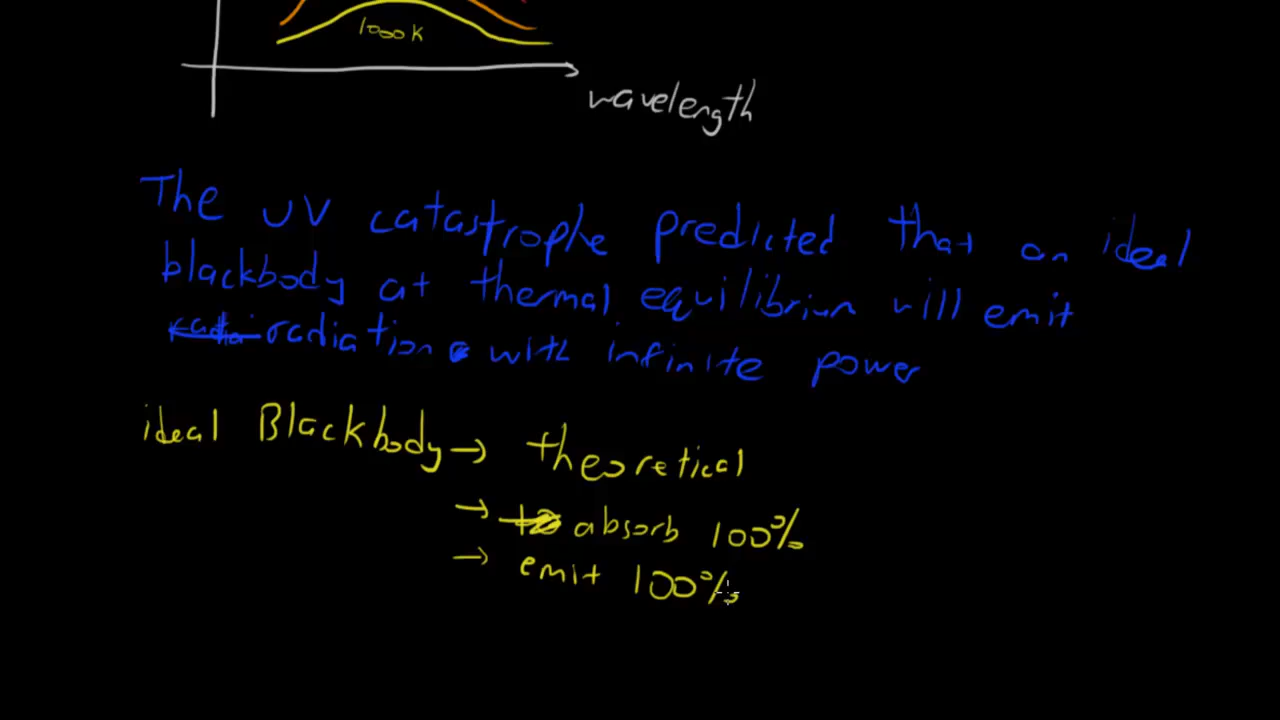 1000K
wavelength
The UV catastrophe predicted that an ideal
blackbody at thermal equilibrium will emit
radiation with infinite power
ideal Blackbody → theoretical
→ absorb 100%
→ emit 100%